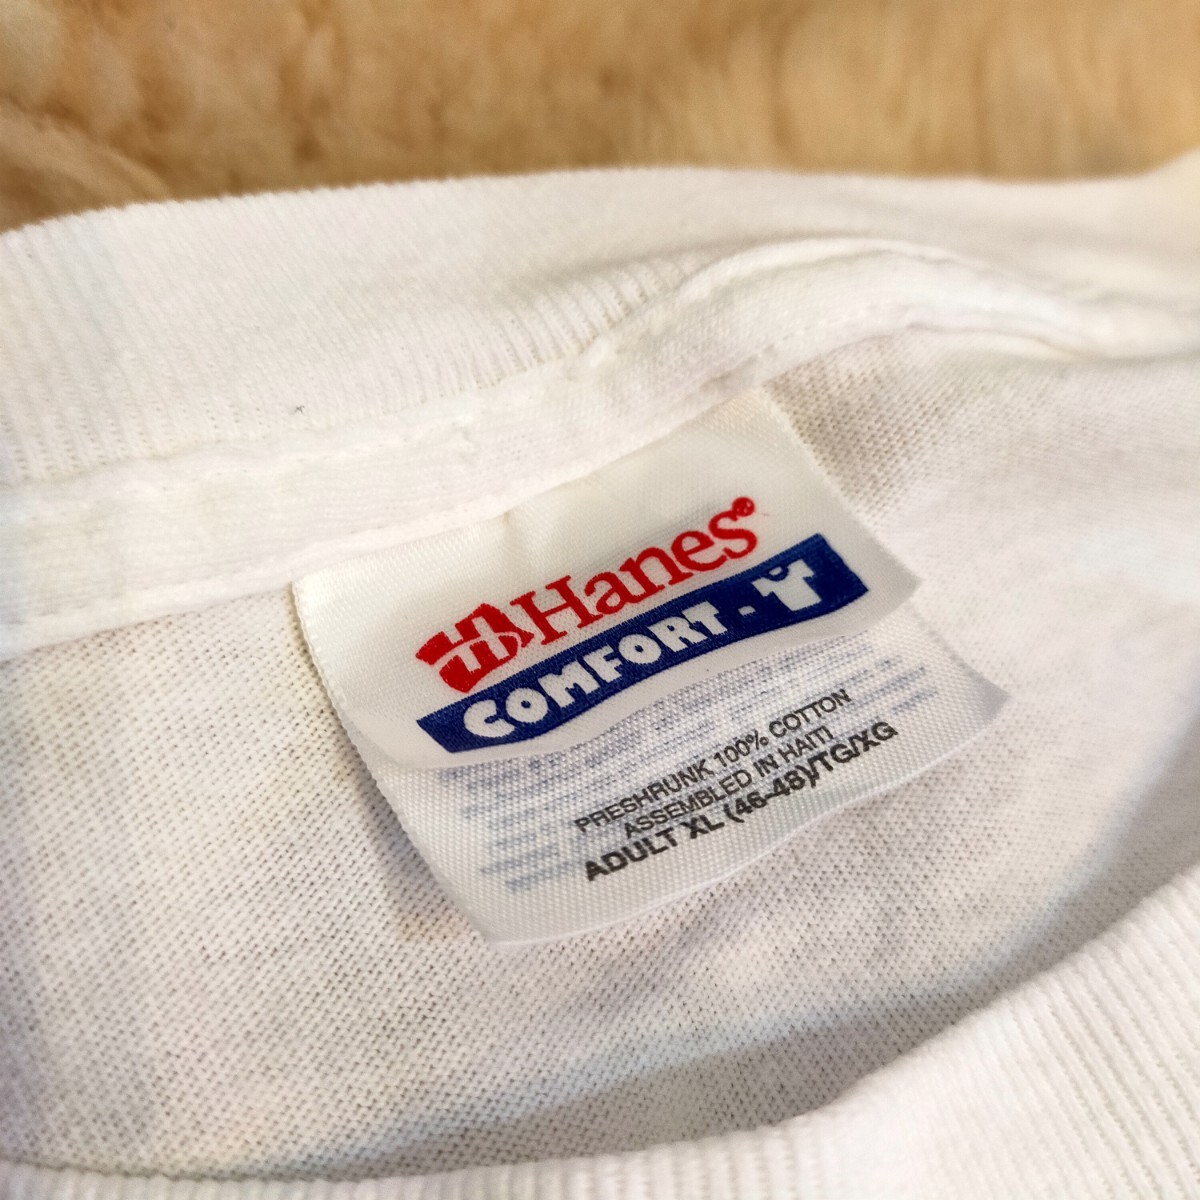 Hanes®
COMFORT-T
PRESHRUNK 100% COTTON
ASSEMBLED IN HAITI
ADULT XL (46-48)/TG/XG